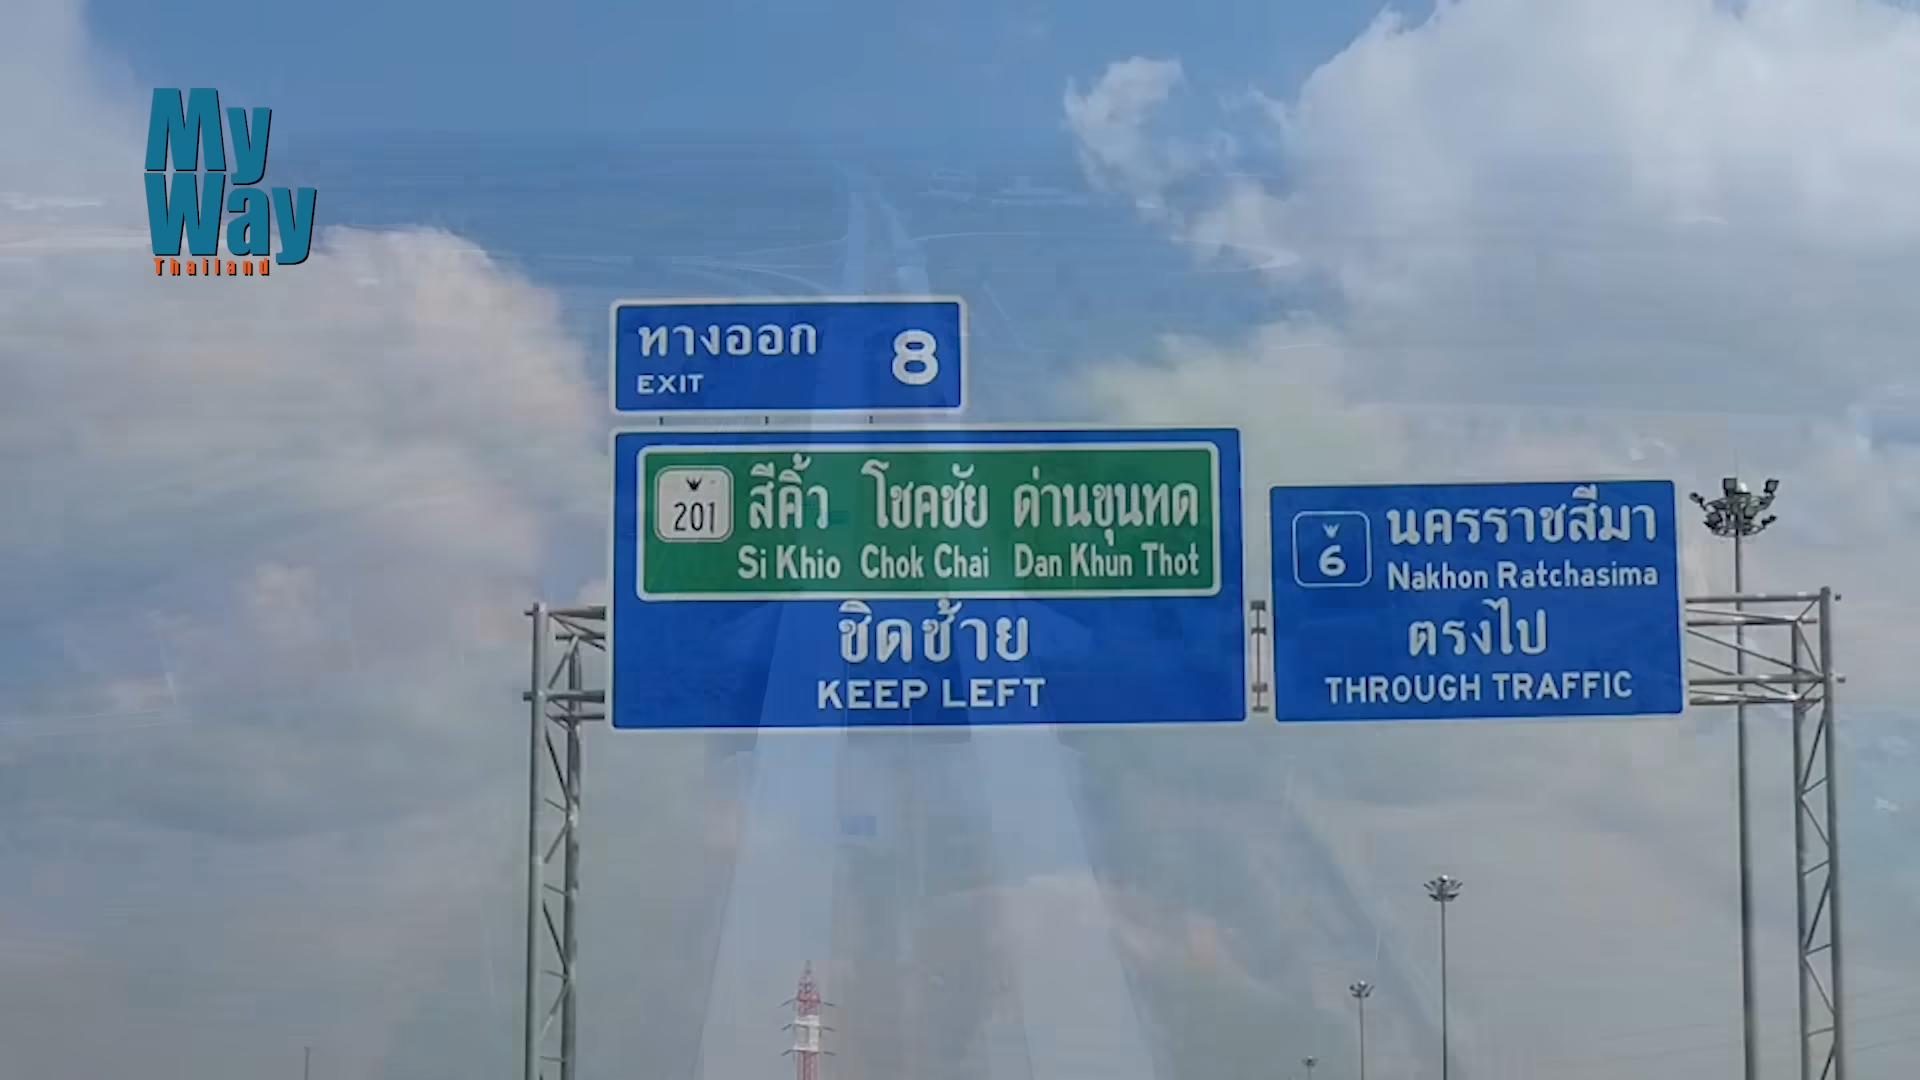 My
Way
Thailand
ทางออก 8
EXIT
201 สีคิ้ว โชคชัย ด่านขุนทด
Si Khio Chok Chai Dan Khun Thot
ชิดซ้าย
KEEP LEFT
6 นครราชสีมา
Nakhon Ratchasima
ตรงไป
THROUGH TRAFFIC